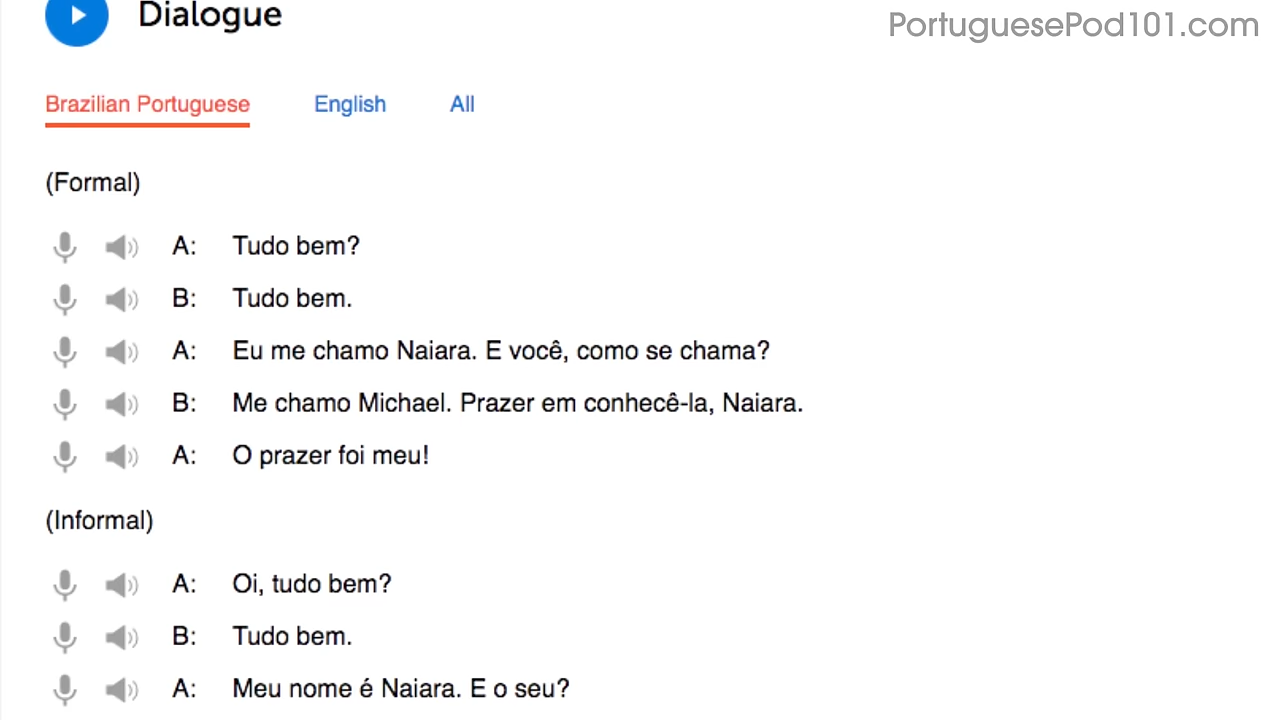 Dialogue
PortuguesePod101.com
Brazilian Portuguese English All
(Formal)
A: Tudo bem?
B: Tudo bem.
A: Eu me chamo Naiara. E você, como se chama?
B: Me chamo Michael. Prazer em conhecê-la, Naiara.
A: O prazer foi meu!
(Informal)
A: Oi, tudo bem?
B: Tudo bem.
A: Meu nome é Naiara. E o seu?